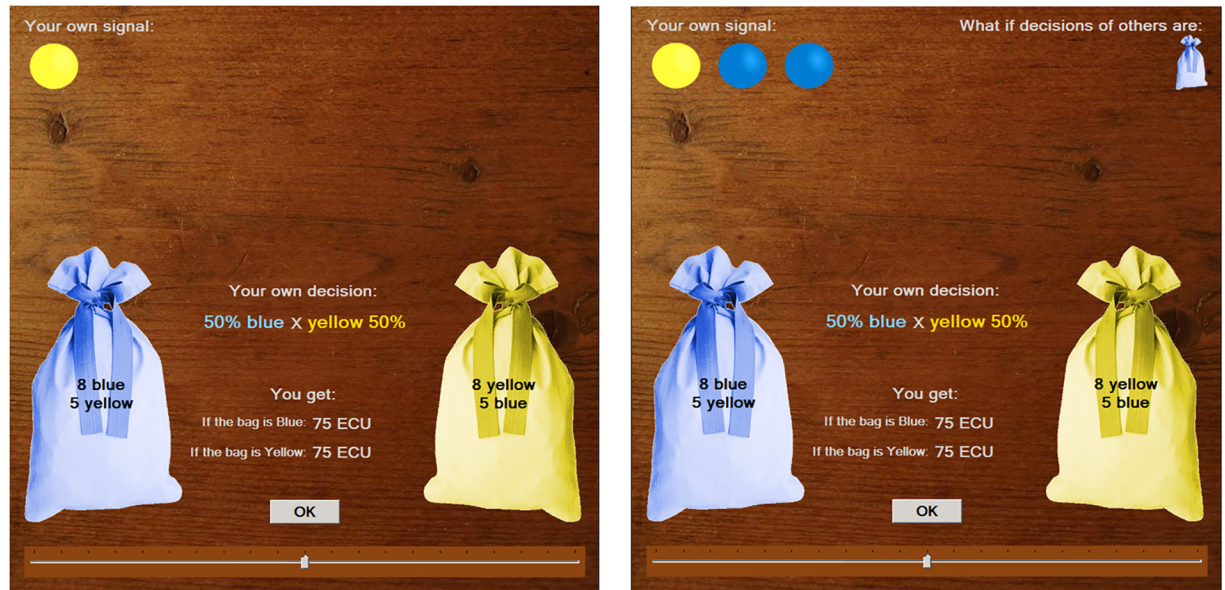 Your own signal:
8 blue
5 yellow
Your own decision:
50% blue X yellow 50%
You get:
If the bag is Blue: 75 ECU
If the bag is Yellow: 75 ECU
8 yellow
5 blue
OK
Your own signal:
What if decisions of others are:
8 blue
5 yellow
Your own decision:
50% blue X yellow 50%
You get:
If the bag is Blue: 75 ECU
If the bag is Yellow: 75 ECU
8 yellow
5 blue
OK